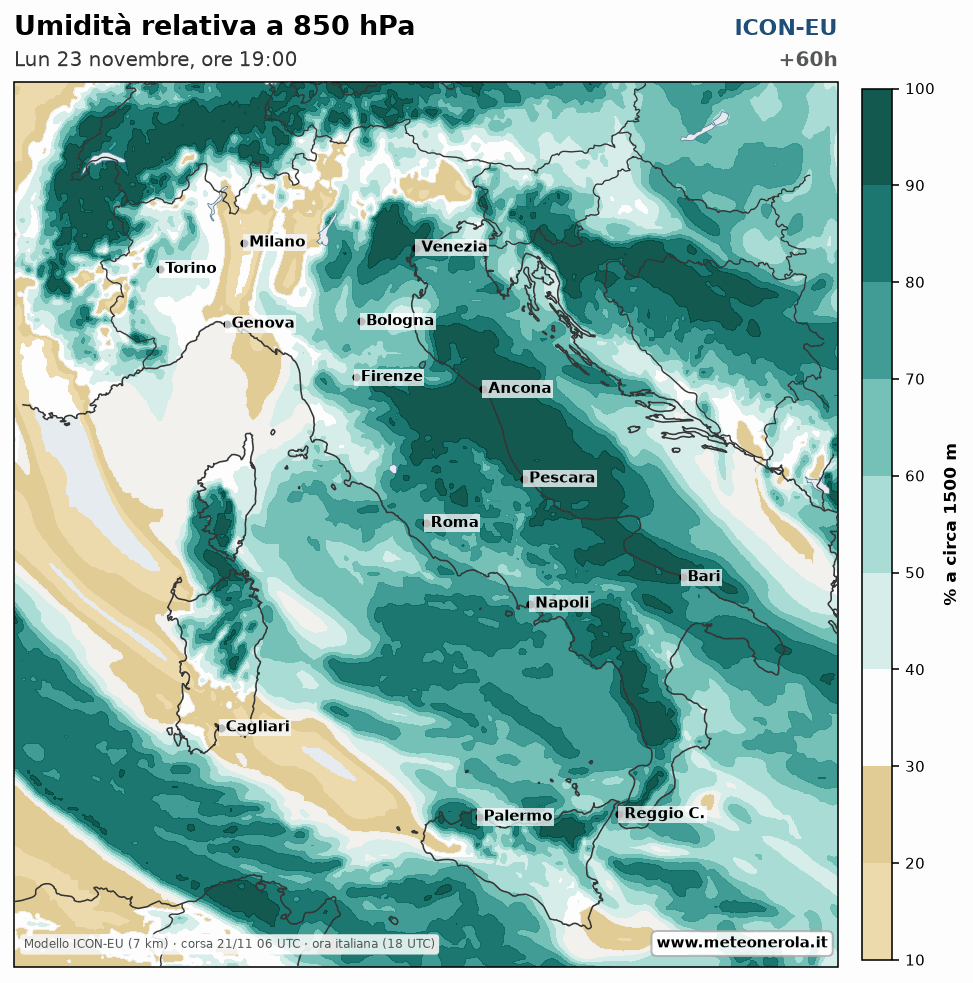 Umidità relativa a 850 hPa
ICON-EU
Lun 23 novembre, ore 19:00
+60h
100
90
80
70
60
50
40
30
20
10
% a circa 1500 m
Milano
Venezia
Torino
Genova
Bologna
Firenze
Ancona
Pescara
Roma
Bari
Napoli
Cagliari
Palermo
Reggio C.
Modello ICON-EU (7 km) · corsa 21/11 06 UTC · ora italiana (18 UTC)
www.meteonerola.it